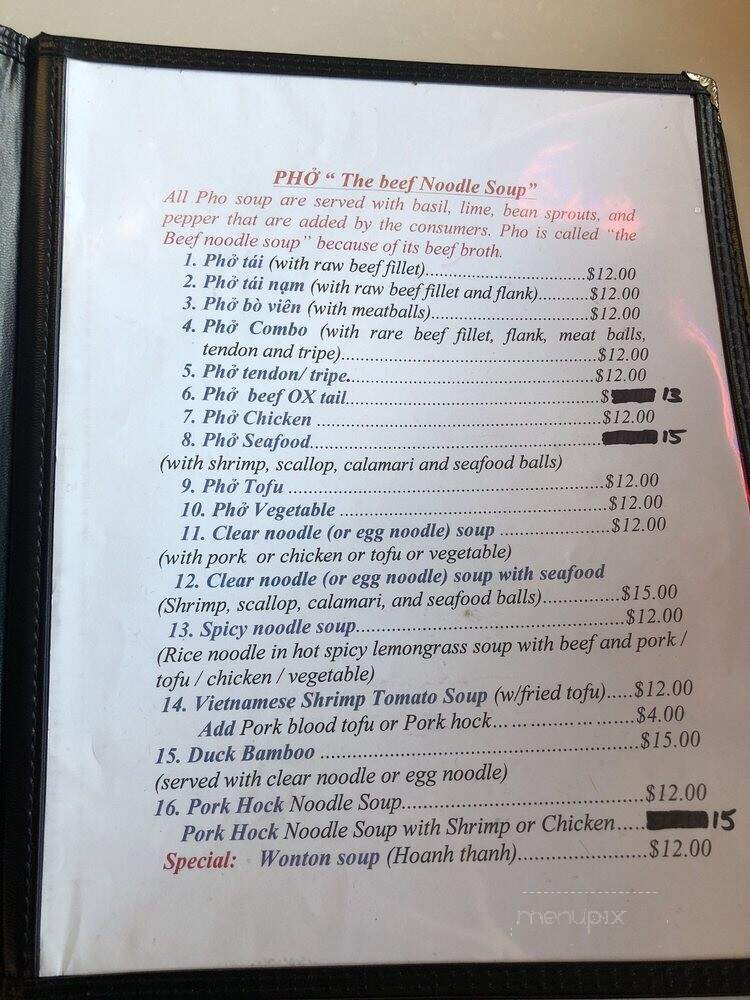 PHỞ “ The beef Noodle Soup”
All Pho soup are served with basil, lime, bean sprouts, and
pepper that are added by the consumers. Pho is called “the
Beef noodle soup” because of its beef broth.
1. Phở tái (with raw beef fillet)..............................$12.00
2. Phở tái nạm (with raw beef fillet and flank)..........$12.00
3. Phở bò viên (with meatballs)..............................$12.00
4. Phở Combo (with rare beef fillet, flank, meat balls,
tendon and tripe)..............................$12.00
5. Phở tendon/ tripe..............................$12.00
6. Phở beef OX tail..............................$ 13
7. Phở Chicken ..............................$12.00
8. Phở Seafood.............................. 15
(with shrimp, scallop, calamari and seafood balls)
9. Phở Tofu ..............................$12.00
10. Phở Vegetable ..............................$12.00
11. Clear noodle (or egg noodle) soup ....................$12.00
(with pork or chicken or tofu or vegetable)
12. Clear noodle (or egg noodle) soup with seafood
(Shrimp, scallop, calamari, and seafood balls)...............$15.00
13. Spicy noodle soup..............................$12.00
(Rice noodle in hot spicy lemongrass soup with beef and pork /
tofu / chicken / vegetable)
14. Vietnamese Shrimp Tomato Soup (w/fried tofu).....$12.00
Add Pork blood tofu or Pork hock... ... ... ... ... ... ......$4.00
15. Duck Bamboo ..............................$15.00
(served with clear noodle or egg noodle)
16. Pork Hock Noodle Soup..............................$12.00
Pork Hock Noodle Soup with Shrimp or Chicken..... 15
Special: Wonton soup (Hoanh thanh)......................$12.00
menupix